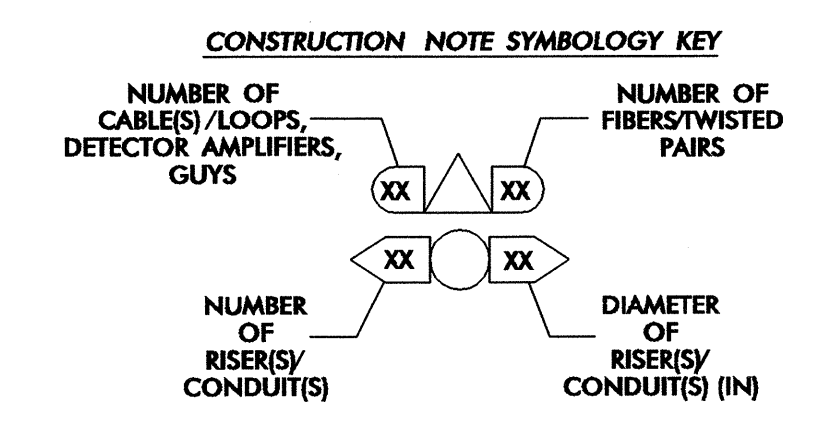 CONSTRUCTION NOTE SYMBOLOGY KEY
NUMBER OF
CABLE(S)/LOOPS,
DETECTOR AMPLIFIERS,
GUYS
NUMBER OF
FIBERS/TWISTED
PAIRS
XX XX
XX XX
NUMBER
OF
RISER(S)/
CONDUIT(S)
DIAMETER
OF
RISER(S)/
CONDUIT(S) (IN)